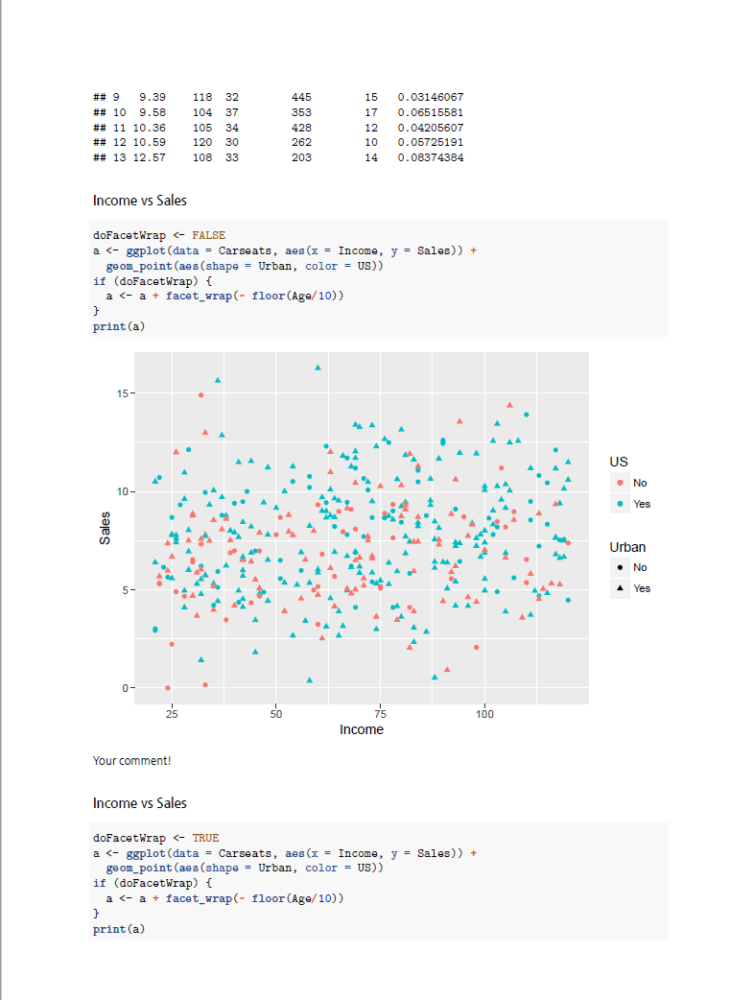 ## 9 9.39 118 32 445 15 0.03146067
## 10 9.58 104 37 353 17 0.06515581
## 11 10.36 105 34 428 12 0.04205607
## 12 10.59 120 30 262 10 0.05725191
## 13 12.57 108 33 203 14 0.08374384
Income vs Sales
doFacetWrap <- FALSE
a <- ggplot(data = Carseats, aes(x = Income, y = Sales)) +
geom_point(aes(shape = Urban, color = US))
if (doFacetWrap) {
a <- a + facet_wrap(~ floor(Age/10))
}
print(a)
15
10
5
0
Sales
25 50 75 100
Income
US
No
Yes
Urban
No
Yes
Your comment!
Income vs Sales
doFacetWrap <- TRUE
a <- ggplot(data = Carseats, aes(x = Income, y = Sales)) +
geom_point(aes(shape = Urban, color = US))
if (doFacetWrap) {
a <- a + facet_wrap(~ floor(Age/10))
}
print(a)